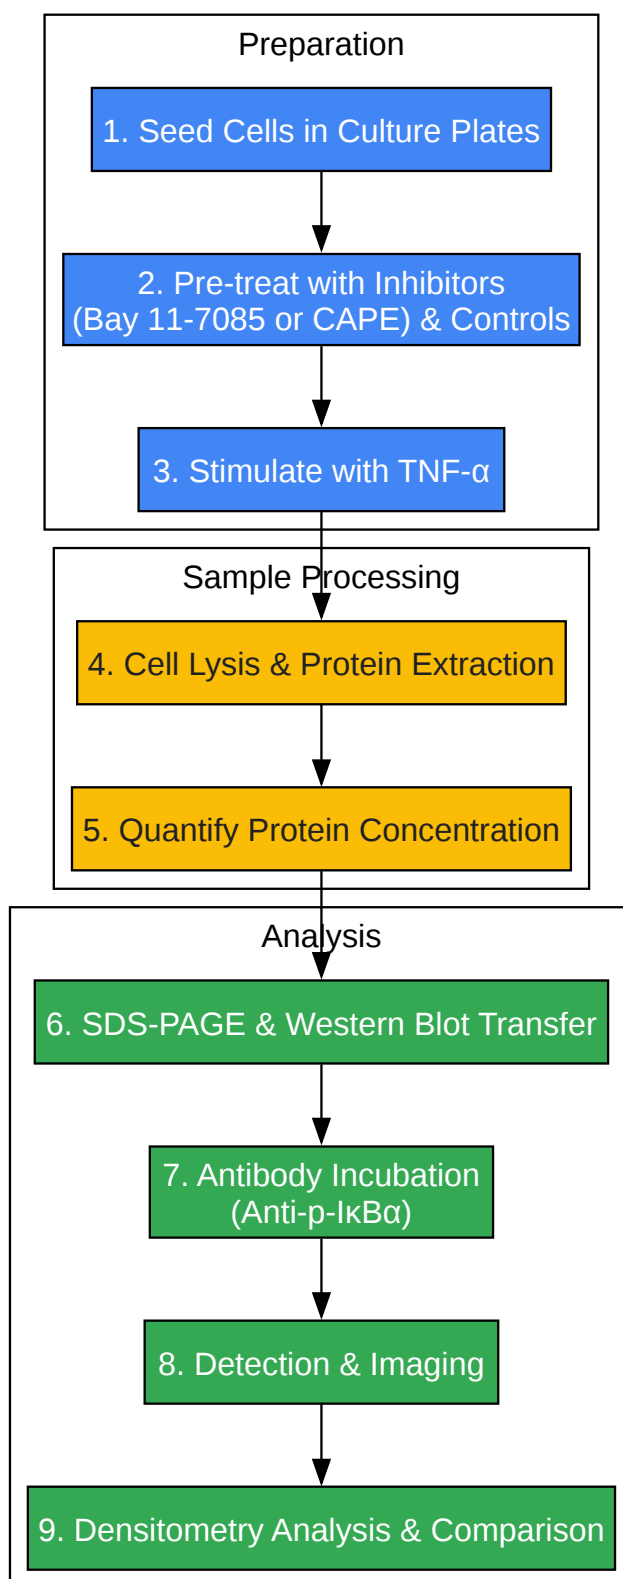 Preparation
1. Seed Cells in Culture Plates
2. Pre-treat with Inhibitors
(Bay 11-7085 or CAPE) & Controls
3. Stimulate with TNF-α
Sample Processing
4. Cell Lysis & Protein Extraction
5. Quantify Protein Concentration
Analysis
6. SDS-PAGE & Western Blot Transfer
7. Antibody Incubation
(Anti-p-IκBα)
8. Detection & Imaging
9. Densitometry Analysis & Comparison